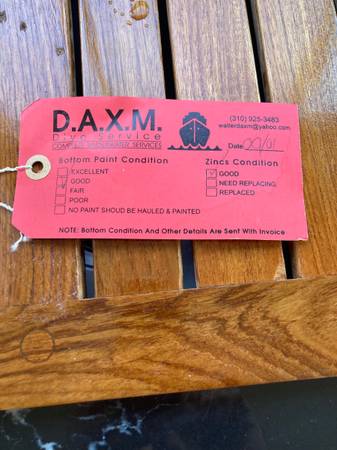 D.A.X.M.
Dive Service
COMPLETE UNDERWATER SERVICES
(310) 925-3483
walterdaxm@yahoo.com
Date
Bottom Paint Condition
EXCELLENT
GOOD
FAIR
POOR
NO PAINT SHOUD BE HAULED & PAINTED
Zincs Condition
GOOD
NEED REPLACING
REPLACED
NOTE: Bottom Condition And Other Details Are Sent With Invoice